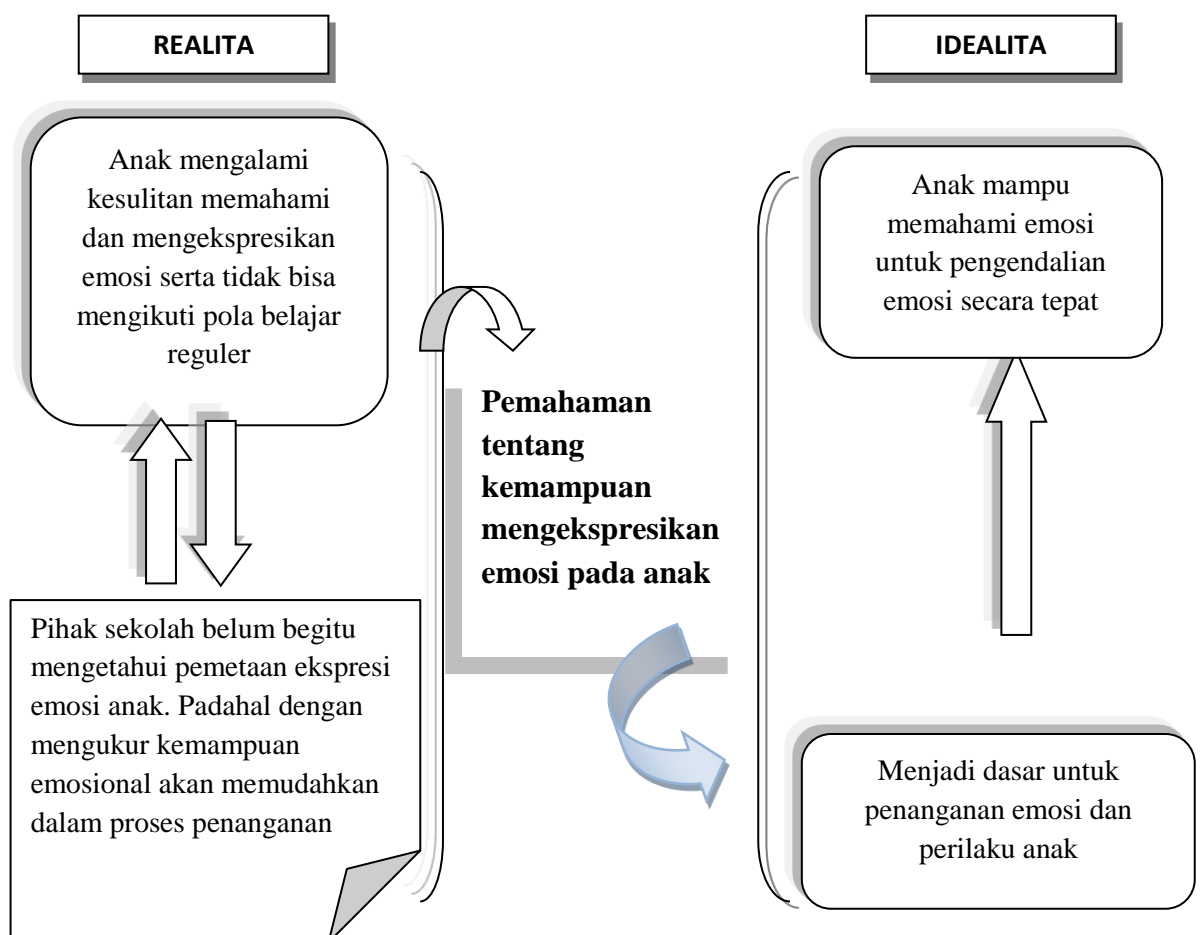 REALITA
Anak mengalami
kesulitan memahami
dan mengekspresikan
emosi serta tidak bisa
mengikuti pola belajar
reguler
Pihak sekolah belum begitu
mengetahui pemetaan ekspresi
emosi anak. Padahal dengan
mengukur kemampuan
emosional akan memudahkan
dalam proses penanganan
Pemahaman
tentang
kemampuan
mengekspresikan
emosi pada anak
IDEALITA
Anak mampu
memahami emosi
untuk pengendalian
emosi secara tepat
Menjadi dasar untuk
penanganan emosi dan
perilaku anak